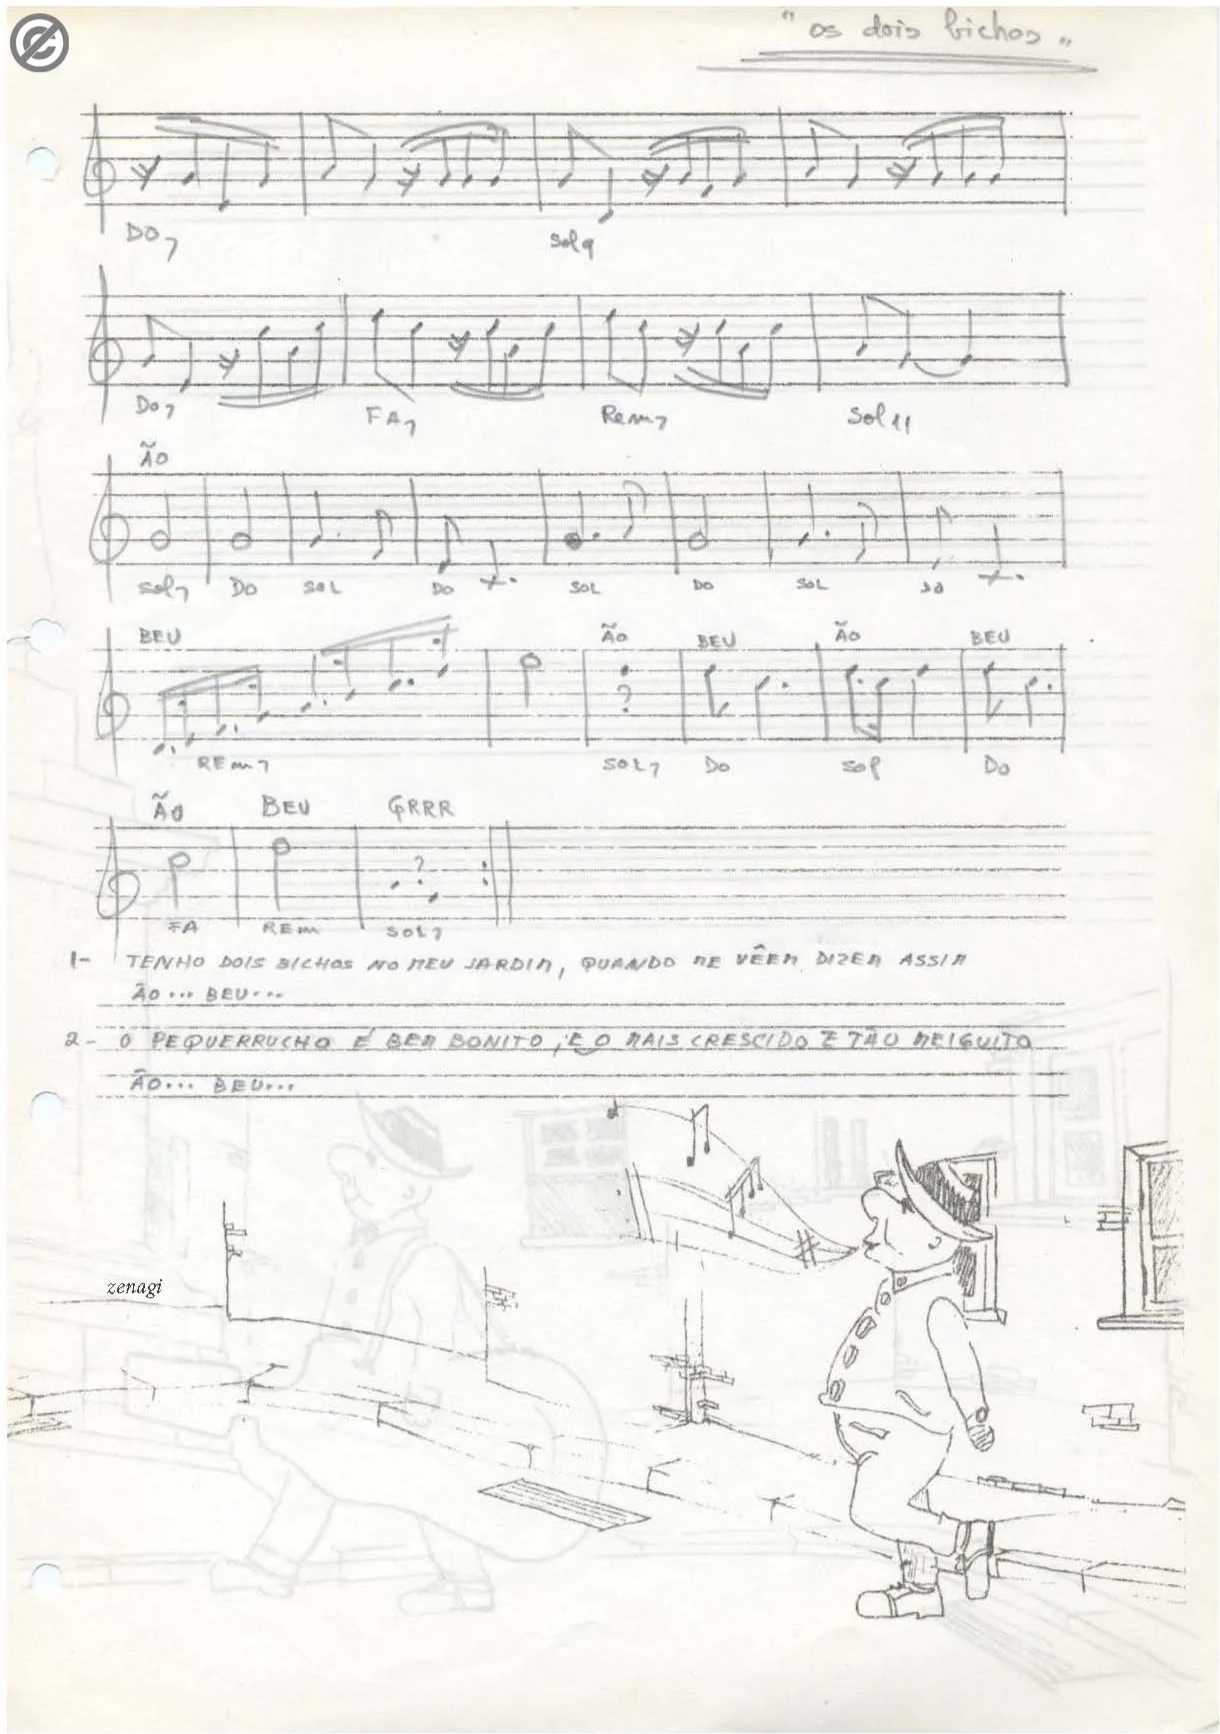 " os dois bichos "
DO7 Sol9
Do7 FA7 Rem7 Sol11
ÃO
Sol7 DO SOL DO SOL DO SOL
BEU ÃO BEU ÃO BEU
REm7 SOL7 DO Sol Do
ÃO BEU GRRR
?
FA REm SOL7
1- TENHO DOIS BICHOS NO MEU JARDIM, QUANDO ME VÊEM DIZEM ASSIM
ÃO... BEU...
2- O PEQUERRUCHO É BEM BONITO, E O MAIS CRESCIDO É TÃO MEIGUITO
ÃO... BEU...
zenagi